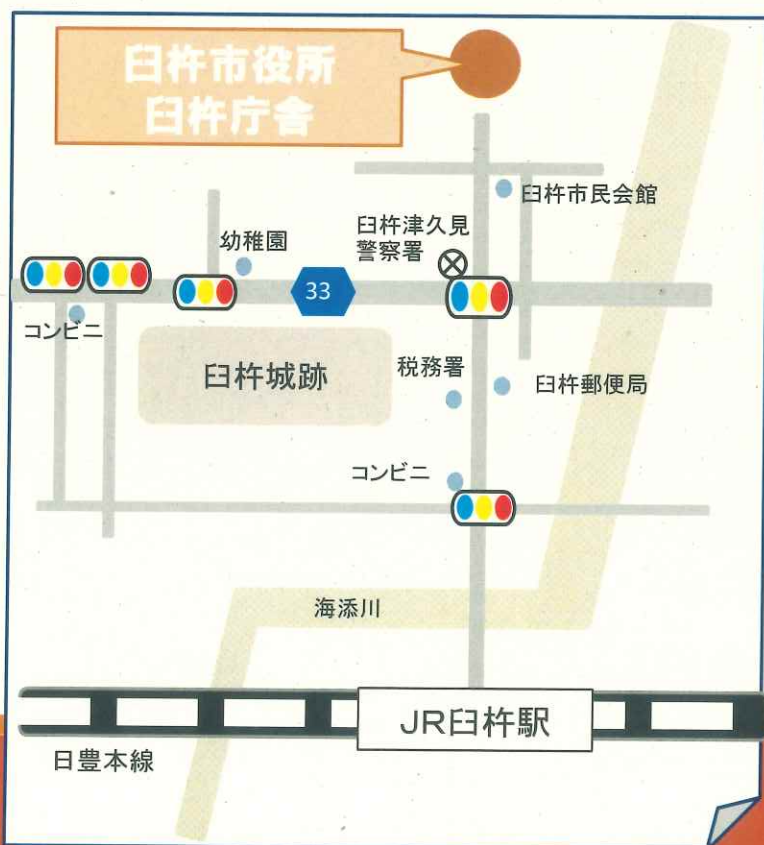 臼杵市役所
臼杵庁舎
臼杵市民会館
臼杵津久見
警察署
幼稚園
33
コンビニ
臼杵城跡
税務署
臼杵郵便局
コンビニ
海添川
JR臼杵駅
日豊本線